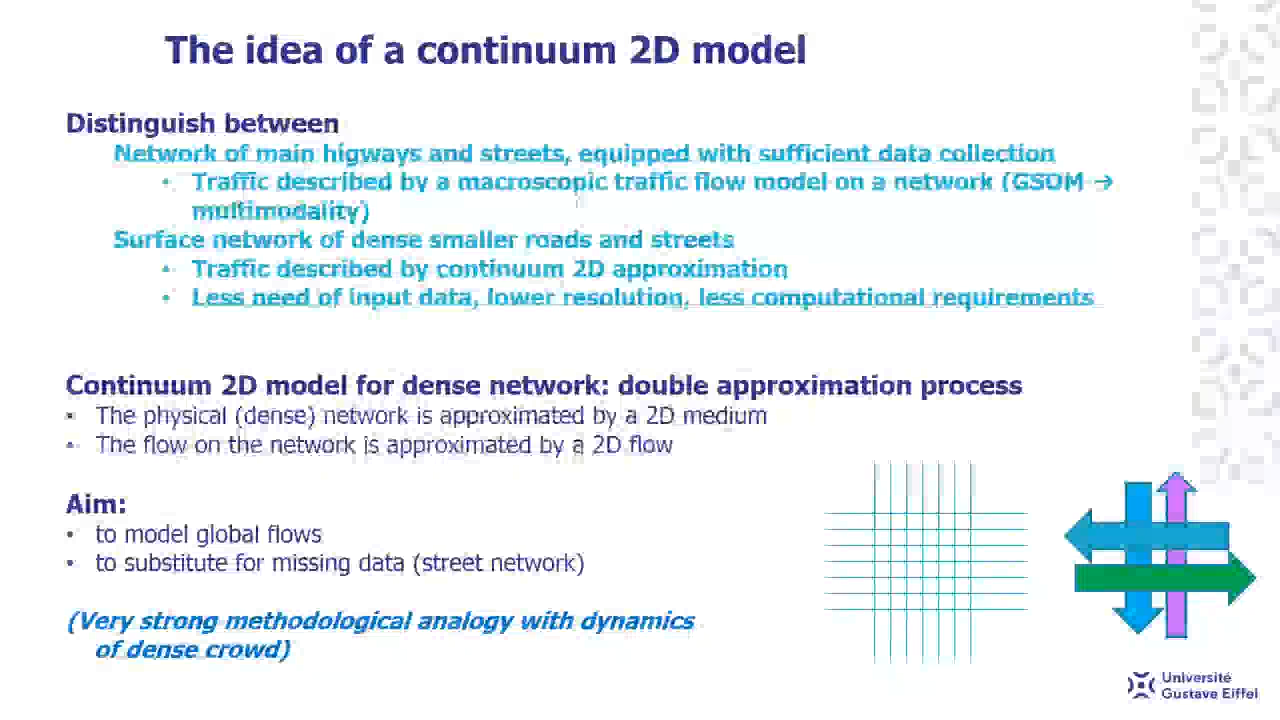 The idea of a continuum 2D model
Distinguish between
Network of main higways and streets, equipped with sufficient data collection
• Traffic described by a macroscopic traffic flow model on a network (GSOM →
multimodality)
Surface network of dense smaller roads and streets
• Traffic described by continuum 2D approximation
• Less need of input data, lower resolution, less computational requirements
Continuum 2D model for dense network: double approximation process
• The physical (dense) network is approximated by a 2D medium
• The flow on the network is approximated by a 2D flow
Aim:
• to model global flows
• to substitute for missing data (street network)
(Very strong methodological analogy with dynamics
of dense crowd)
Université
Gustave Eiffel